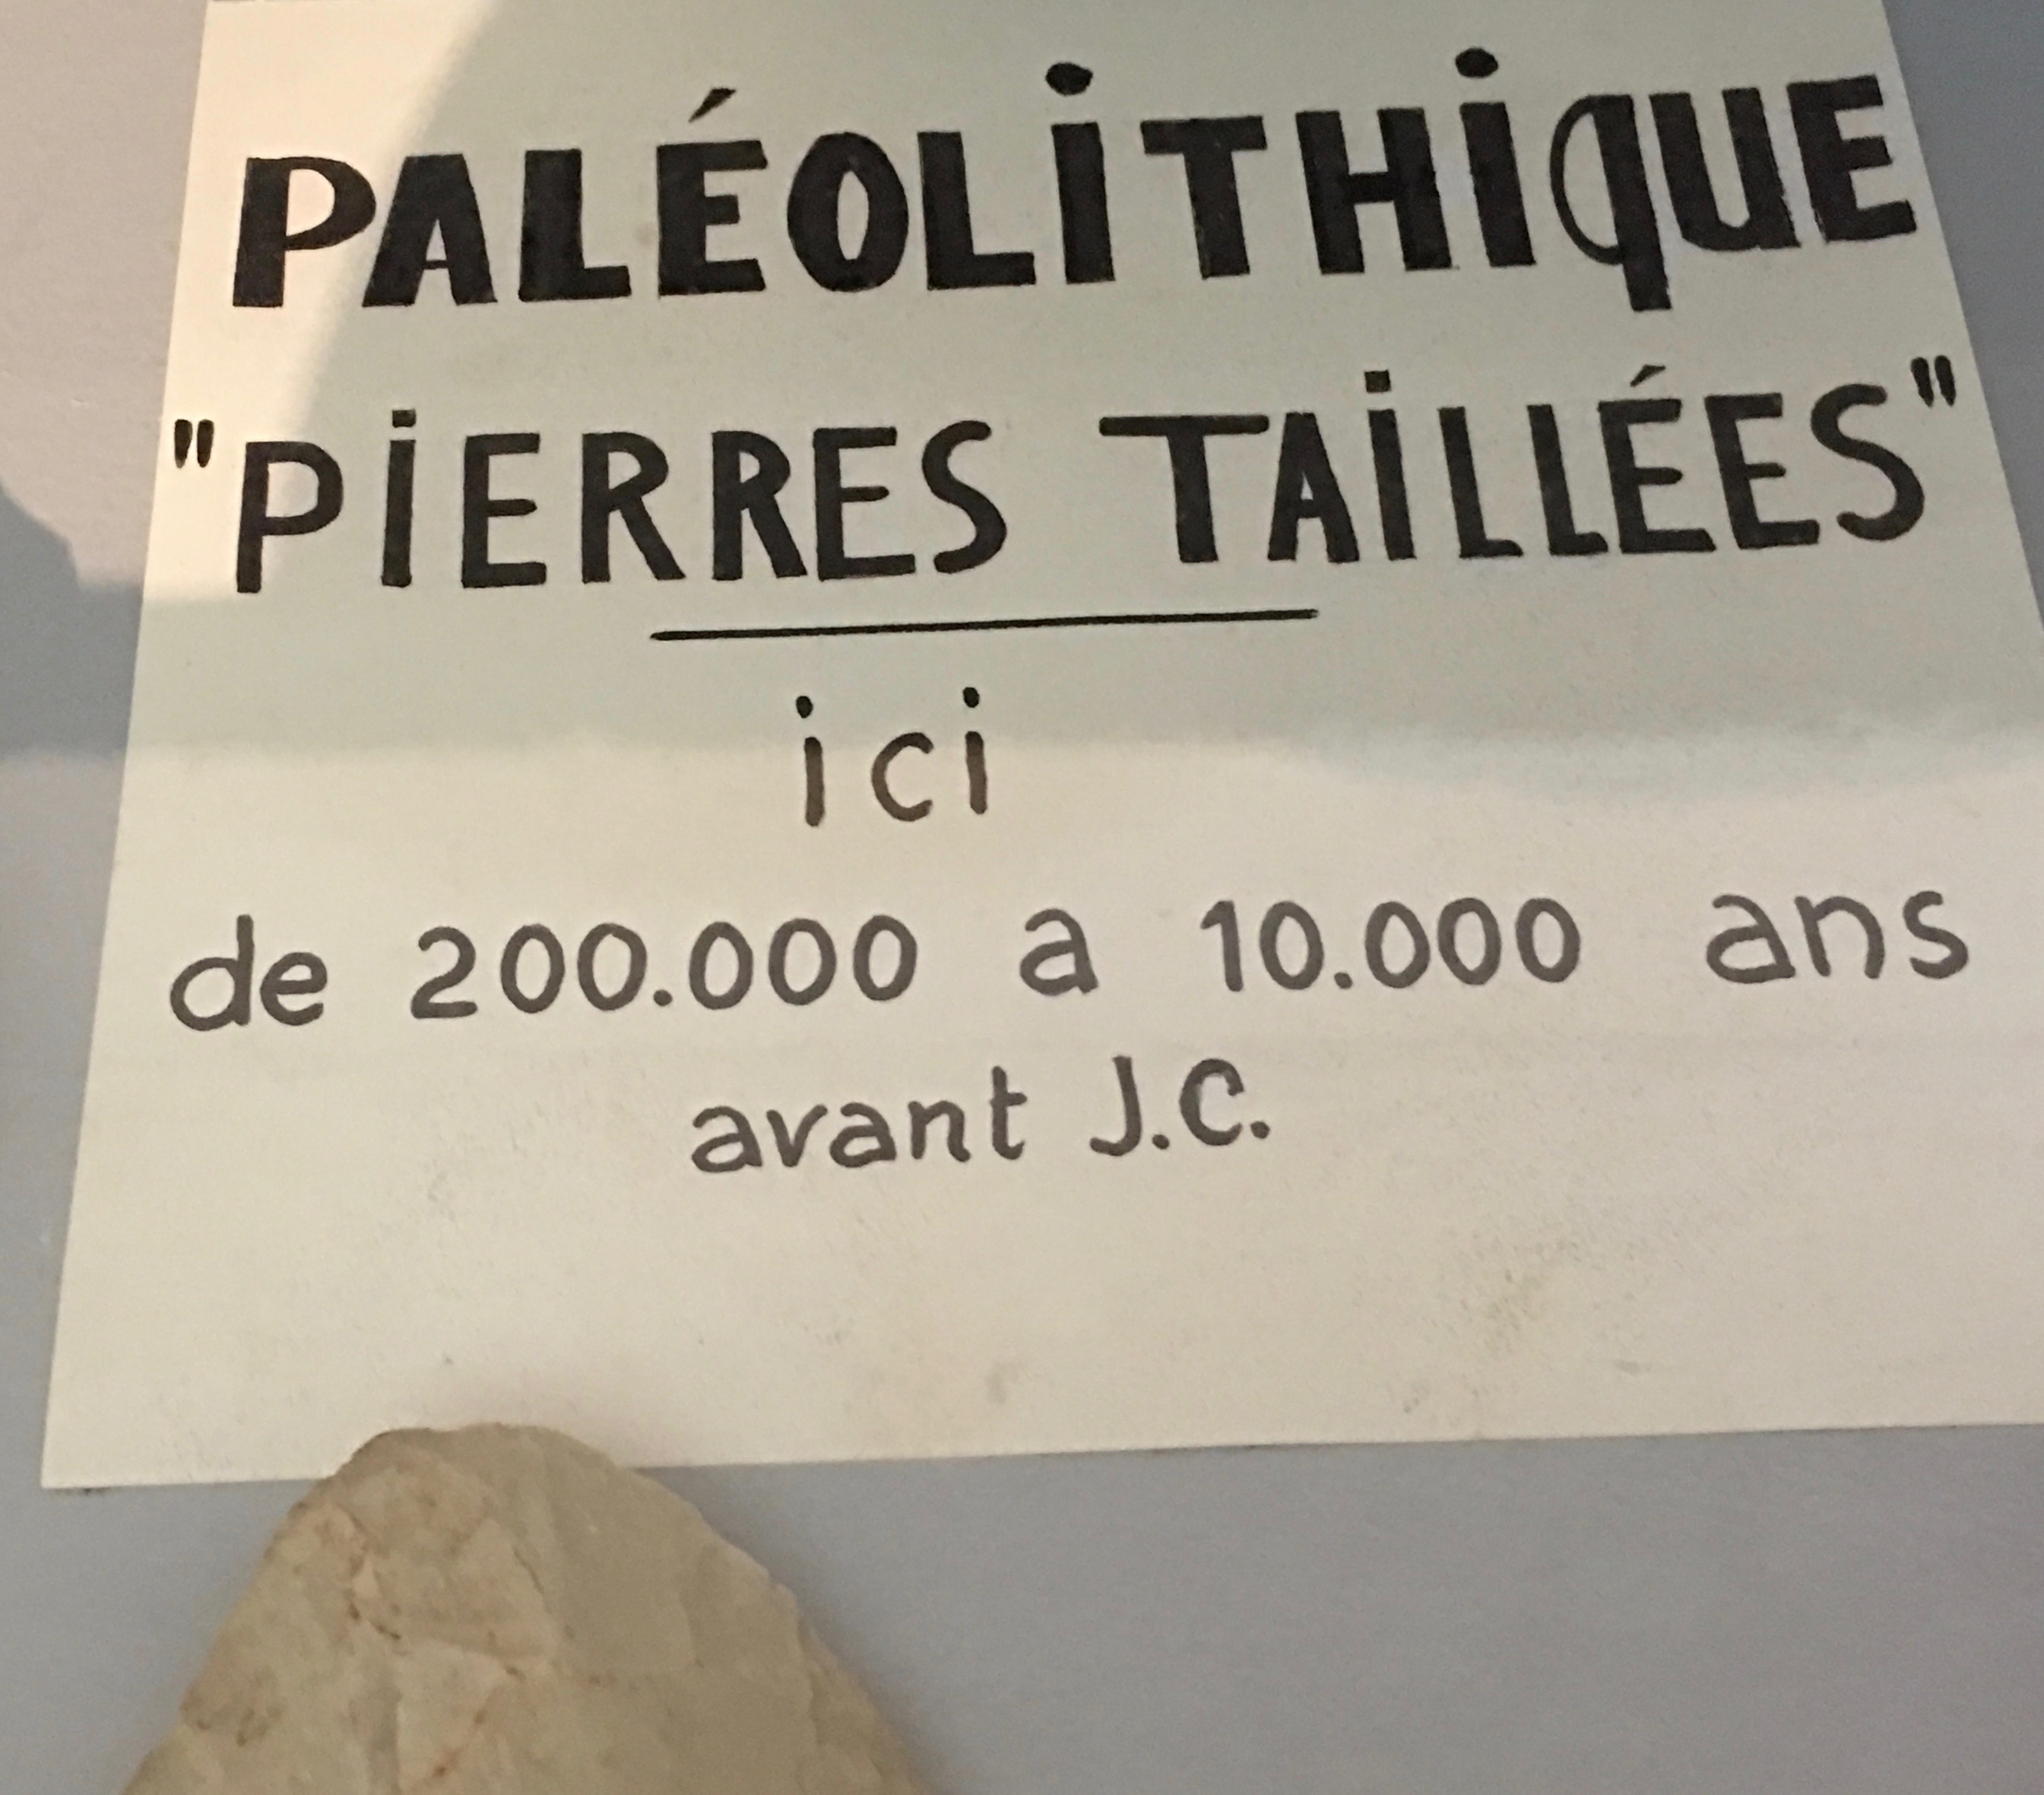 PALÉOLiTHiqUE
"PiERRES TAiLLÉES"
ici
de 200.000 a 10.000 ans
avant J.C.